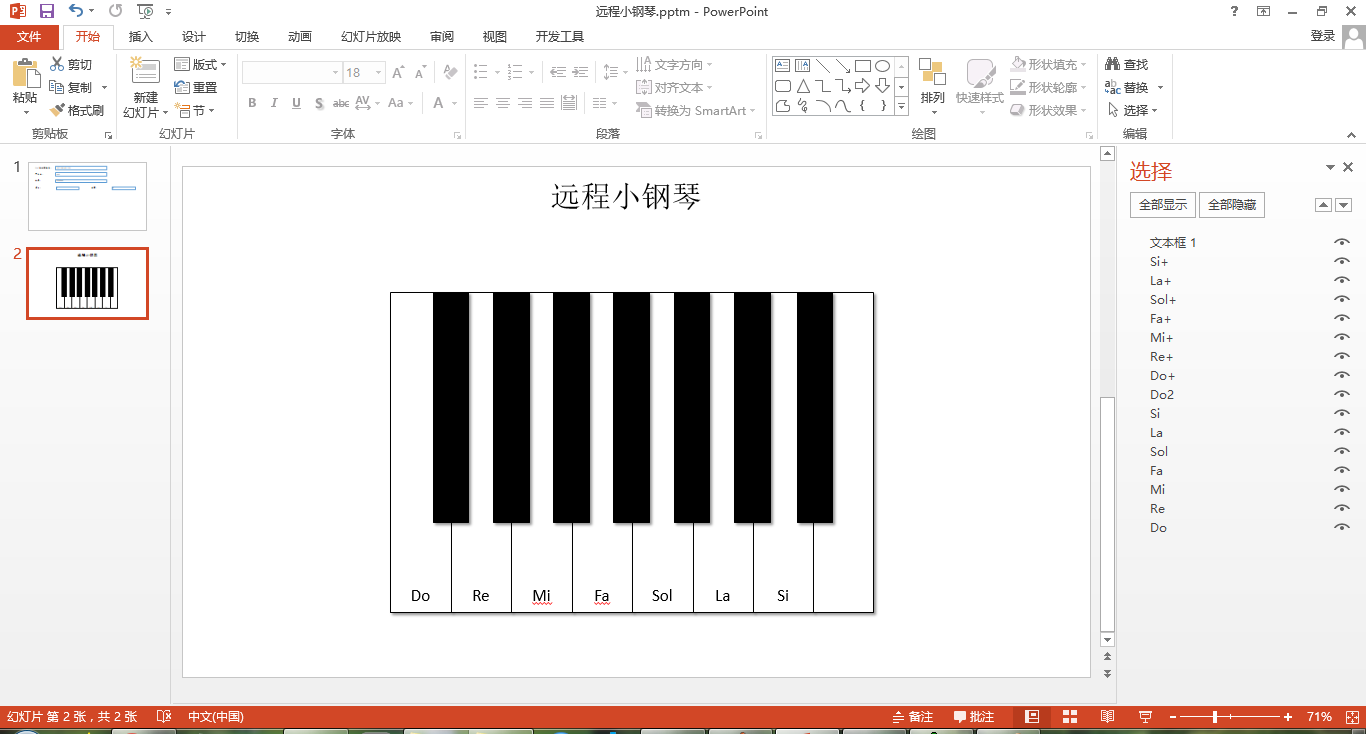 远程小钢琴.pptm - PowerPoint
文件 开始 插入 设计 切换 动画 幻灯片放映 审阅 视图 开发工具 登录
粘贴 剪切 复制 格式刷 剪贴板
新建 幻灯片 版式 重置 节 幻灯片
18 B I U S abc AV Aa A 字体
文字方向 对齐文本 转换为 SmartArt 段落
排列 快速样式 形状填充 形状轮廓 形状效果 绘图
查找 替换 选择 编辑
1
2
远程小钢琴
Do Re Mi Fa Sol La Si
选择
全部显示 全部隐藏
文本框 1
Si+
La+
Sol+
Fa+
Mi+
Re+
Do+
Do2
Si
La
Sol
Fa
Mi
Re
Do
幻灯片 第 2 张，共 2 张 中文(中国) 备注 批注 71%